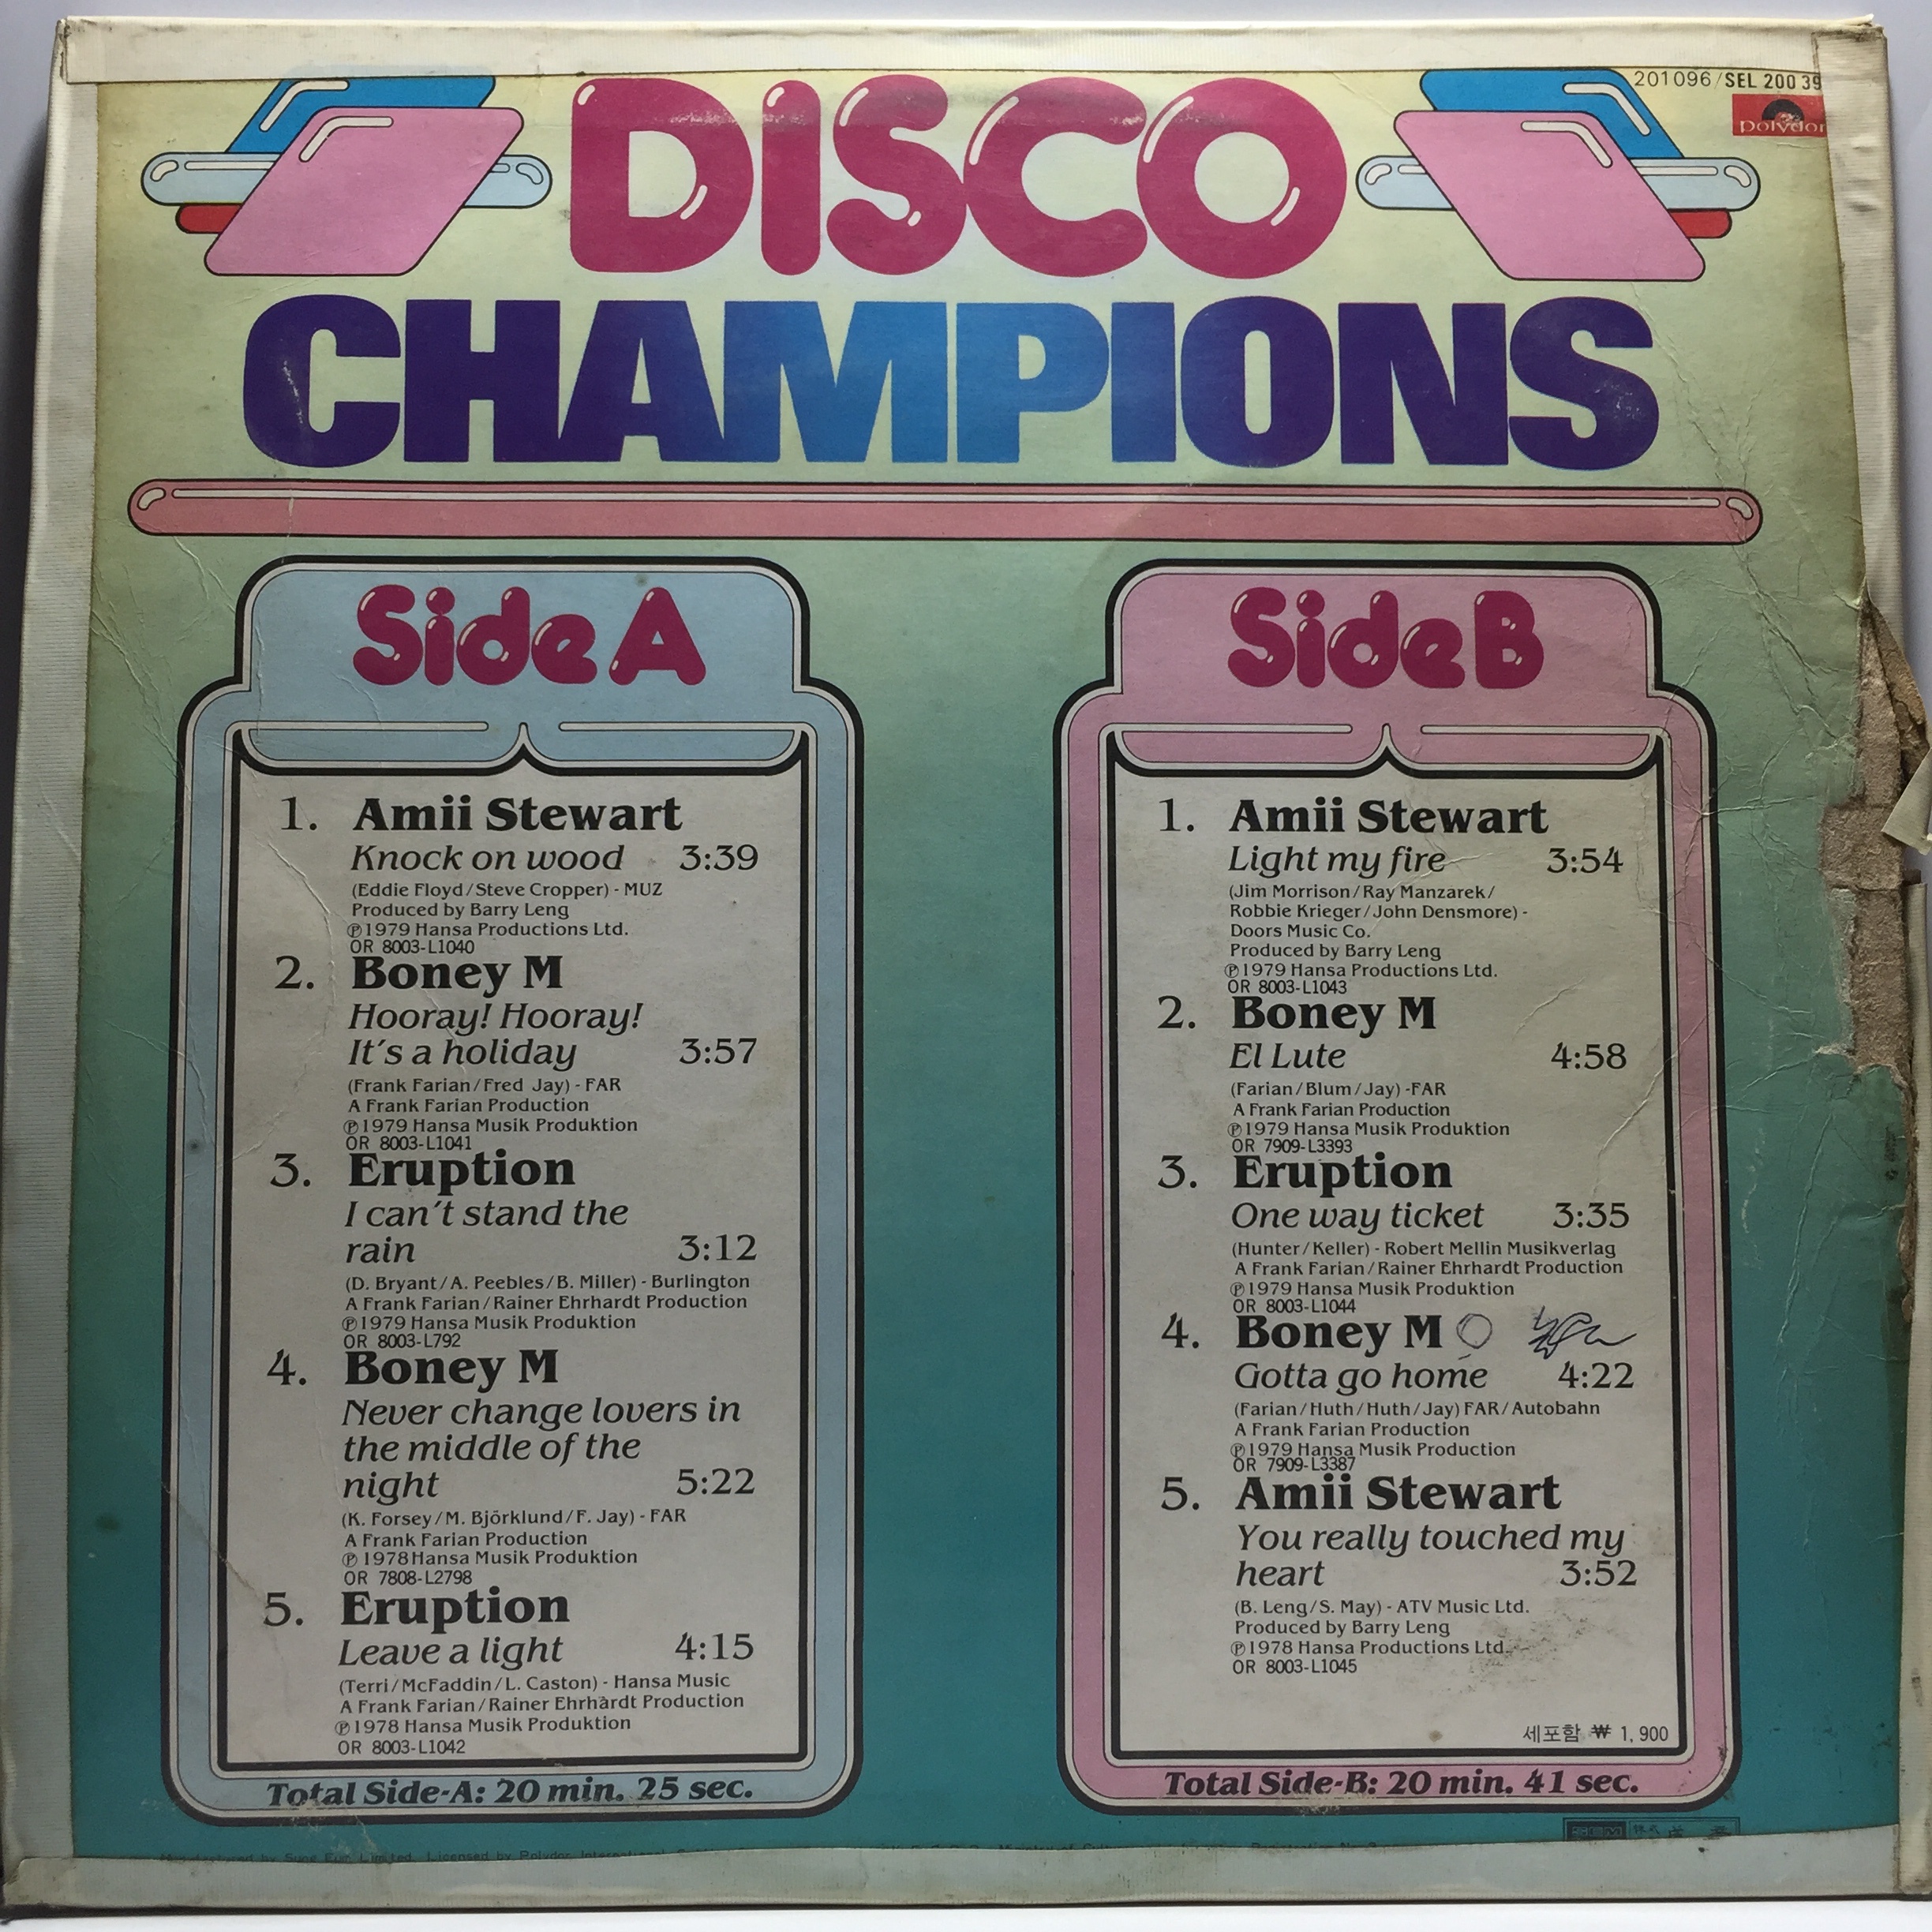 201096/SEL 200 39
polydor
DISCO
CHAMPIONS
Side A
1. Amii Stewart
Knock on wood 3:39
(Eddie Floyd/Steve Cropper) - MUZ
Produced by Barry Leng
℗1979 Hansa Productions Ltd.
OR 8003-L1040
2. Boney M
Hooray! Hooray!
It's a holiday 3:57
(Frank Farian/Fred Jay) - FAR
A Frank Farian Production
℗1979 Hansa Musik Produktion
OR 8003-L1041
3. Eruption
I can't stand the
rain 3:12
(D. Bryant/A. Peebles/B. Miller) - Burlington
A Frank Farian/Rainer Ehrhardt Production
℗1979 Hansa Musik Produktion
OR 8003-L792
4. Boney M
Never change lovers in
the middle of the
night 5:22
(K. Forsey/M. Björklund/F. Jay) - FAR
A Frank Farian Production
℗1978 Hansa Musik Produktion
OR 7808-L2798
5. Eruption
Leave a light 4:15
(Terri/McFaddin/L. Caston) - Hansa Music
A Frank Farian/Rainer Ehrhardt Production
℗1978 Hansa Musik Produktion
OR 8003-L1042
Total Side-A: 20 min. 25 sec.
Side B
1. Amii Stewart
Light my fire 3:54
(Jim Morrison/Ray Manzarek/
Robbie Krieger/John Densmore) -
Doors Music Co.
Produced by Barry Leng
℗1979 Hansa Productions Ltd.
OR 8003-L1043
2. Boney M
El Lute 4:58
(Farian/Blum/Jay) -FAR
A Frank Farian Production
℗1979 Hansa Musik Produktion
OR 7909-L3393
3. Eruption
One way ticket 3:35
(Hunter/Keller) - Robert Mellin Musikverlag
A Frank Farian/Rainer Ehrhardt Production
℗1979 Hansa Musik Produktion
OR 8003-L1044
4. Boney M
Gotta go home 4:22
(Farian/Huth/Huth/Jay) FAR/Autobahn
A Frank Farian Production
℗1979 Hansa Musik Production
OR 7909-L3387
5. Amii Stewart
You really touched my
heart 3:52
(B. Leng/S. May) - ATV Music Ltd.
Produced by Barry Leng
℗1978 Hansa Productions Ltd.
OR 8003-L1045
세포함 ₩ 1,900
Total Side-B: 20 min. 41 sec.
Manufactured by Sung Eum Limited. Licensed by Polydor International